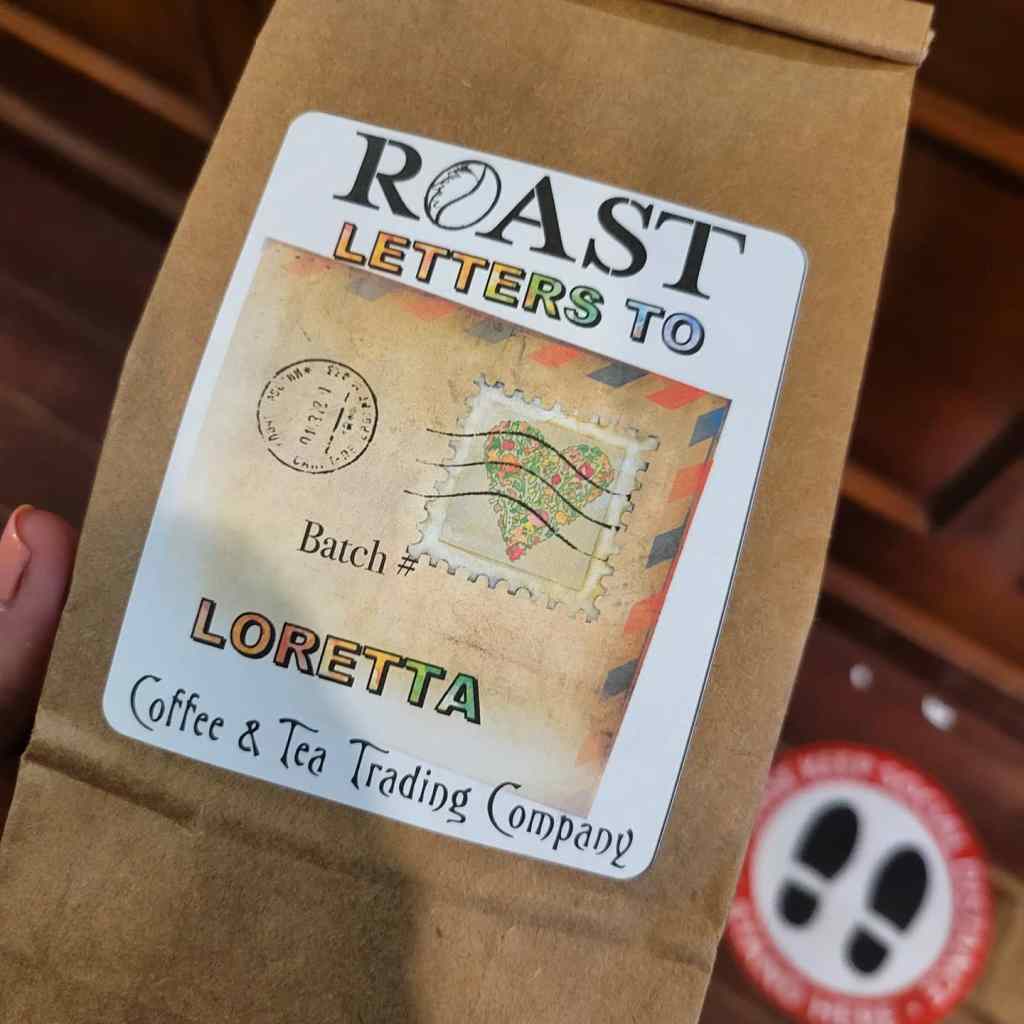 ROAST
LETTERS TO
Batch #
LORETTA
Coffee & Tea Trading Company